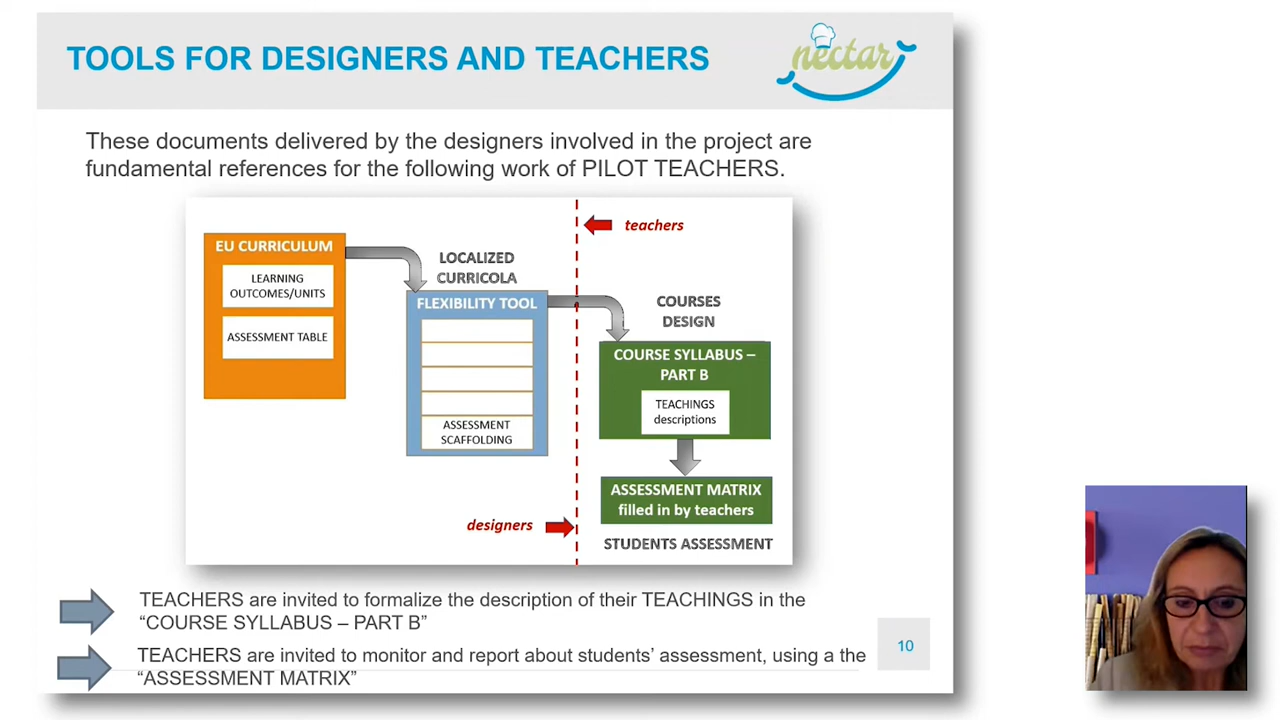 TOOLS FOR DESIGNERS AND TEACHERS
nectar
These documents delivered by the designers involved in the project are
fundamental references for the following work of PILOT TEACHERS.
teachers
EU CURRICULUM
LEARNING
OUTCOMES/UNITS
ASSESSMENT TABLE
LOCALIZED
CURRICOLA
FLEXIBILITY TOOL
ASSESSMENT
SCAFFOLDING
COURSES
DESIGN
COURSE SYLLABUS –
PART B
TEACHINGS
descriptions
ASSESSMENT MATRIX
filled in by teachers
designers
STUDENTS ASSESSMENT
TEACHERS are invited to formalize the description of their TEACHINGS in the
“COURSE SYLLABUS – PART B”
TEACHERS are invited to monitor and report about students’ assessment, using a the
“ASSESSMENT MATRIX”
10